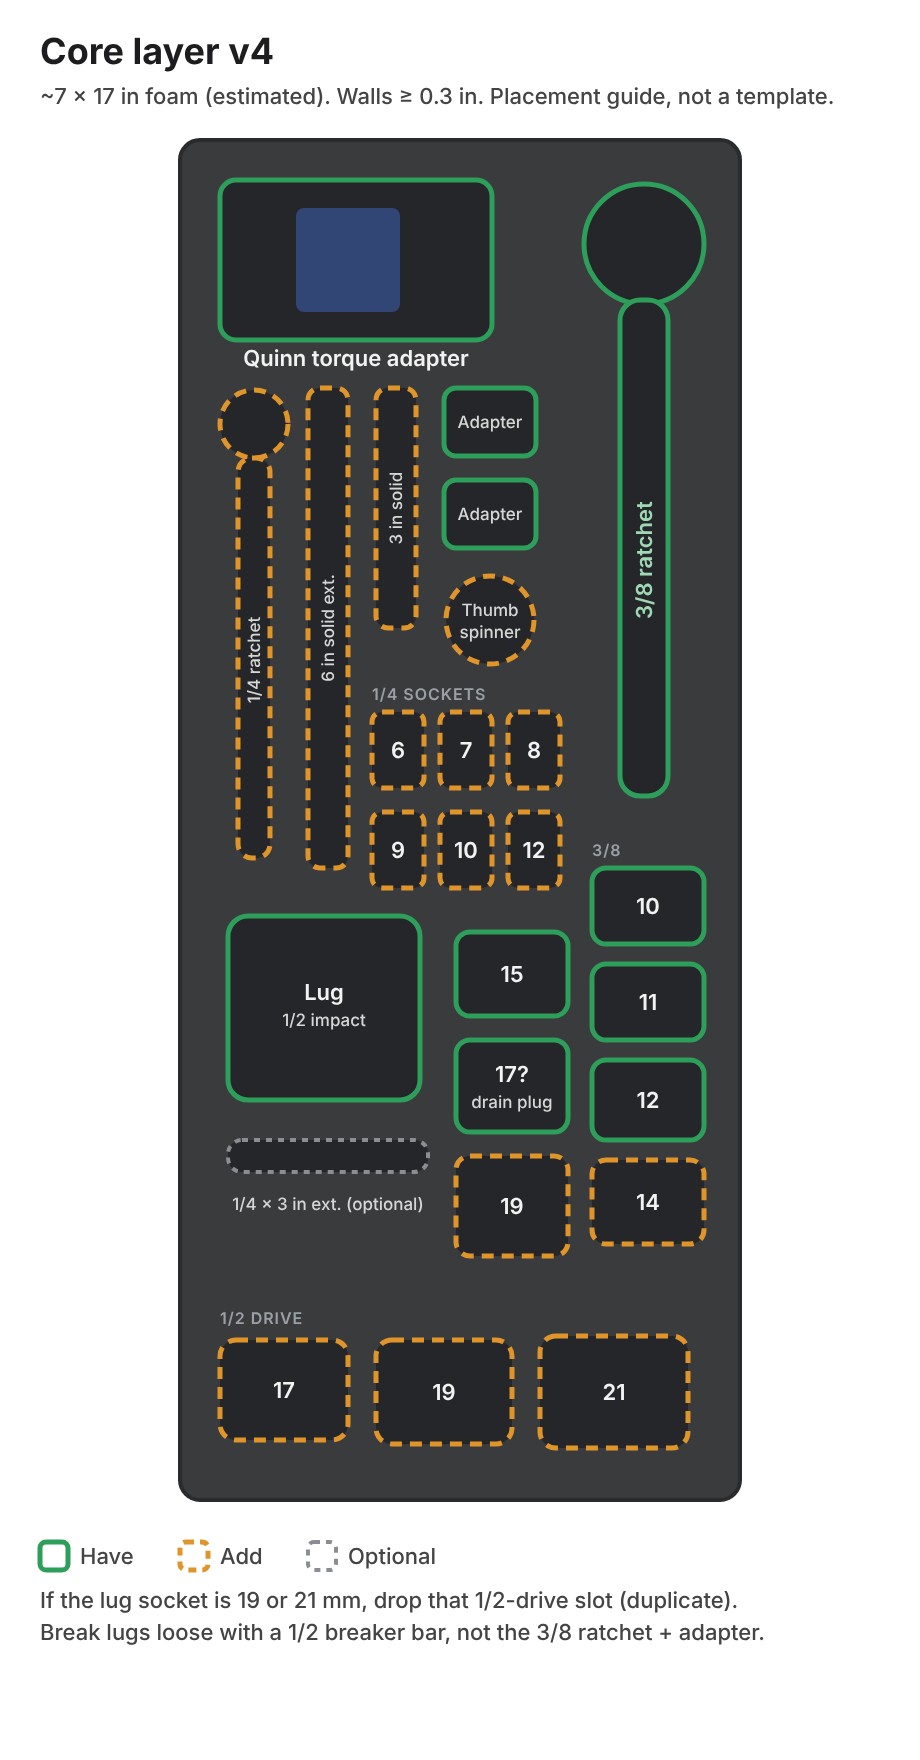 Core layer v4
~7 × 17 in foam (estimated). Walls ≥ 0.3 in. Placement guide, not a template.
Quinn torque adapter
Adapter
Adapter
3 in solid
6 in solid ext.
1/4 ratchet
3/8 ratchet
Thumb
spinner
1/4 SOCKETS
6
7
8
9
10
12
3/8
10
11
12
14
15
17?
drain plug
19
Lug
1/2 impact
1/4 × 3 in ext. (optional)
1/2 DRIVE
17
19
21
Have
Add
Optional
If the lug socket is 19 or 21 mm, drop that 1/2-drive slot (duplicate).
Break lugs loose with a 1/2 breaker bar, not the 3/8 ratchet + adapter.